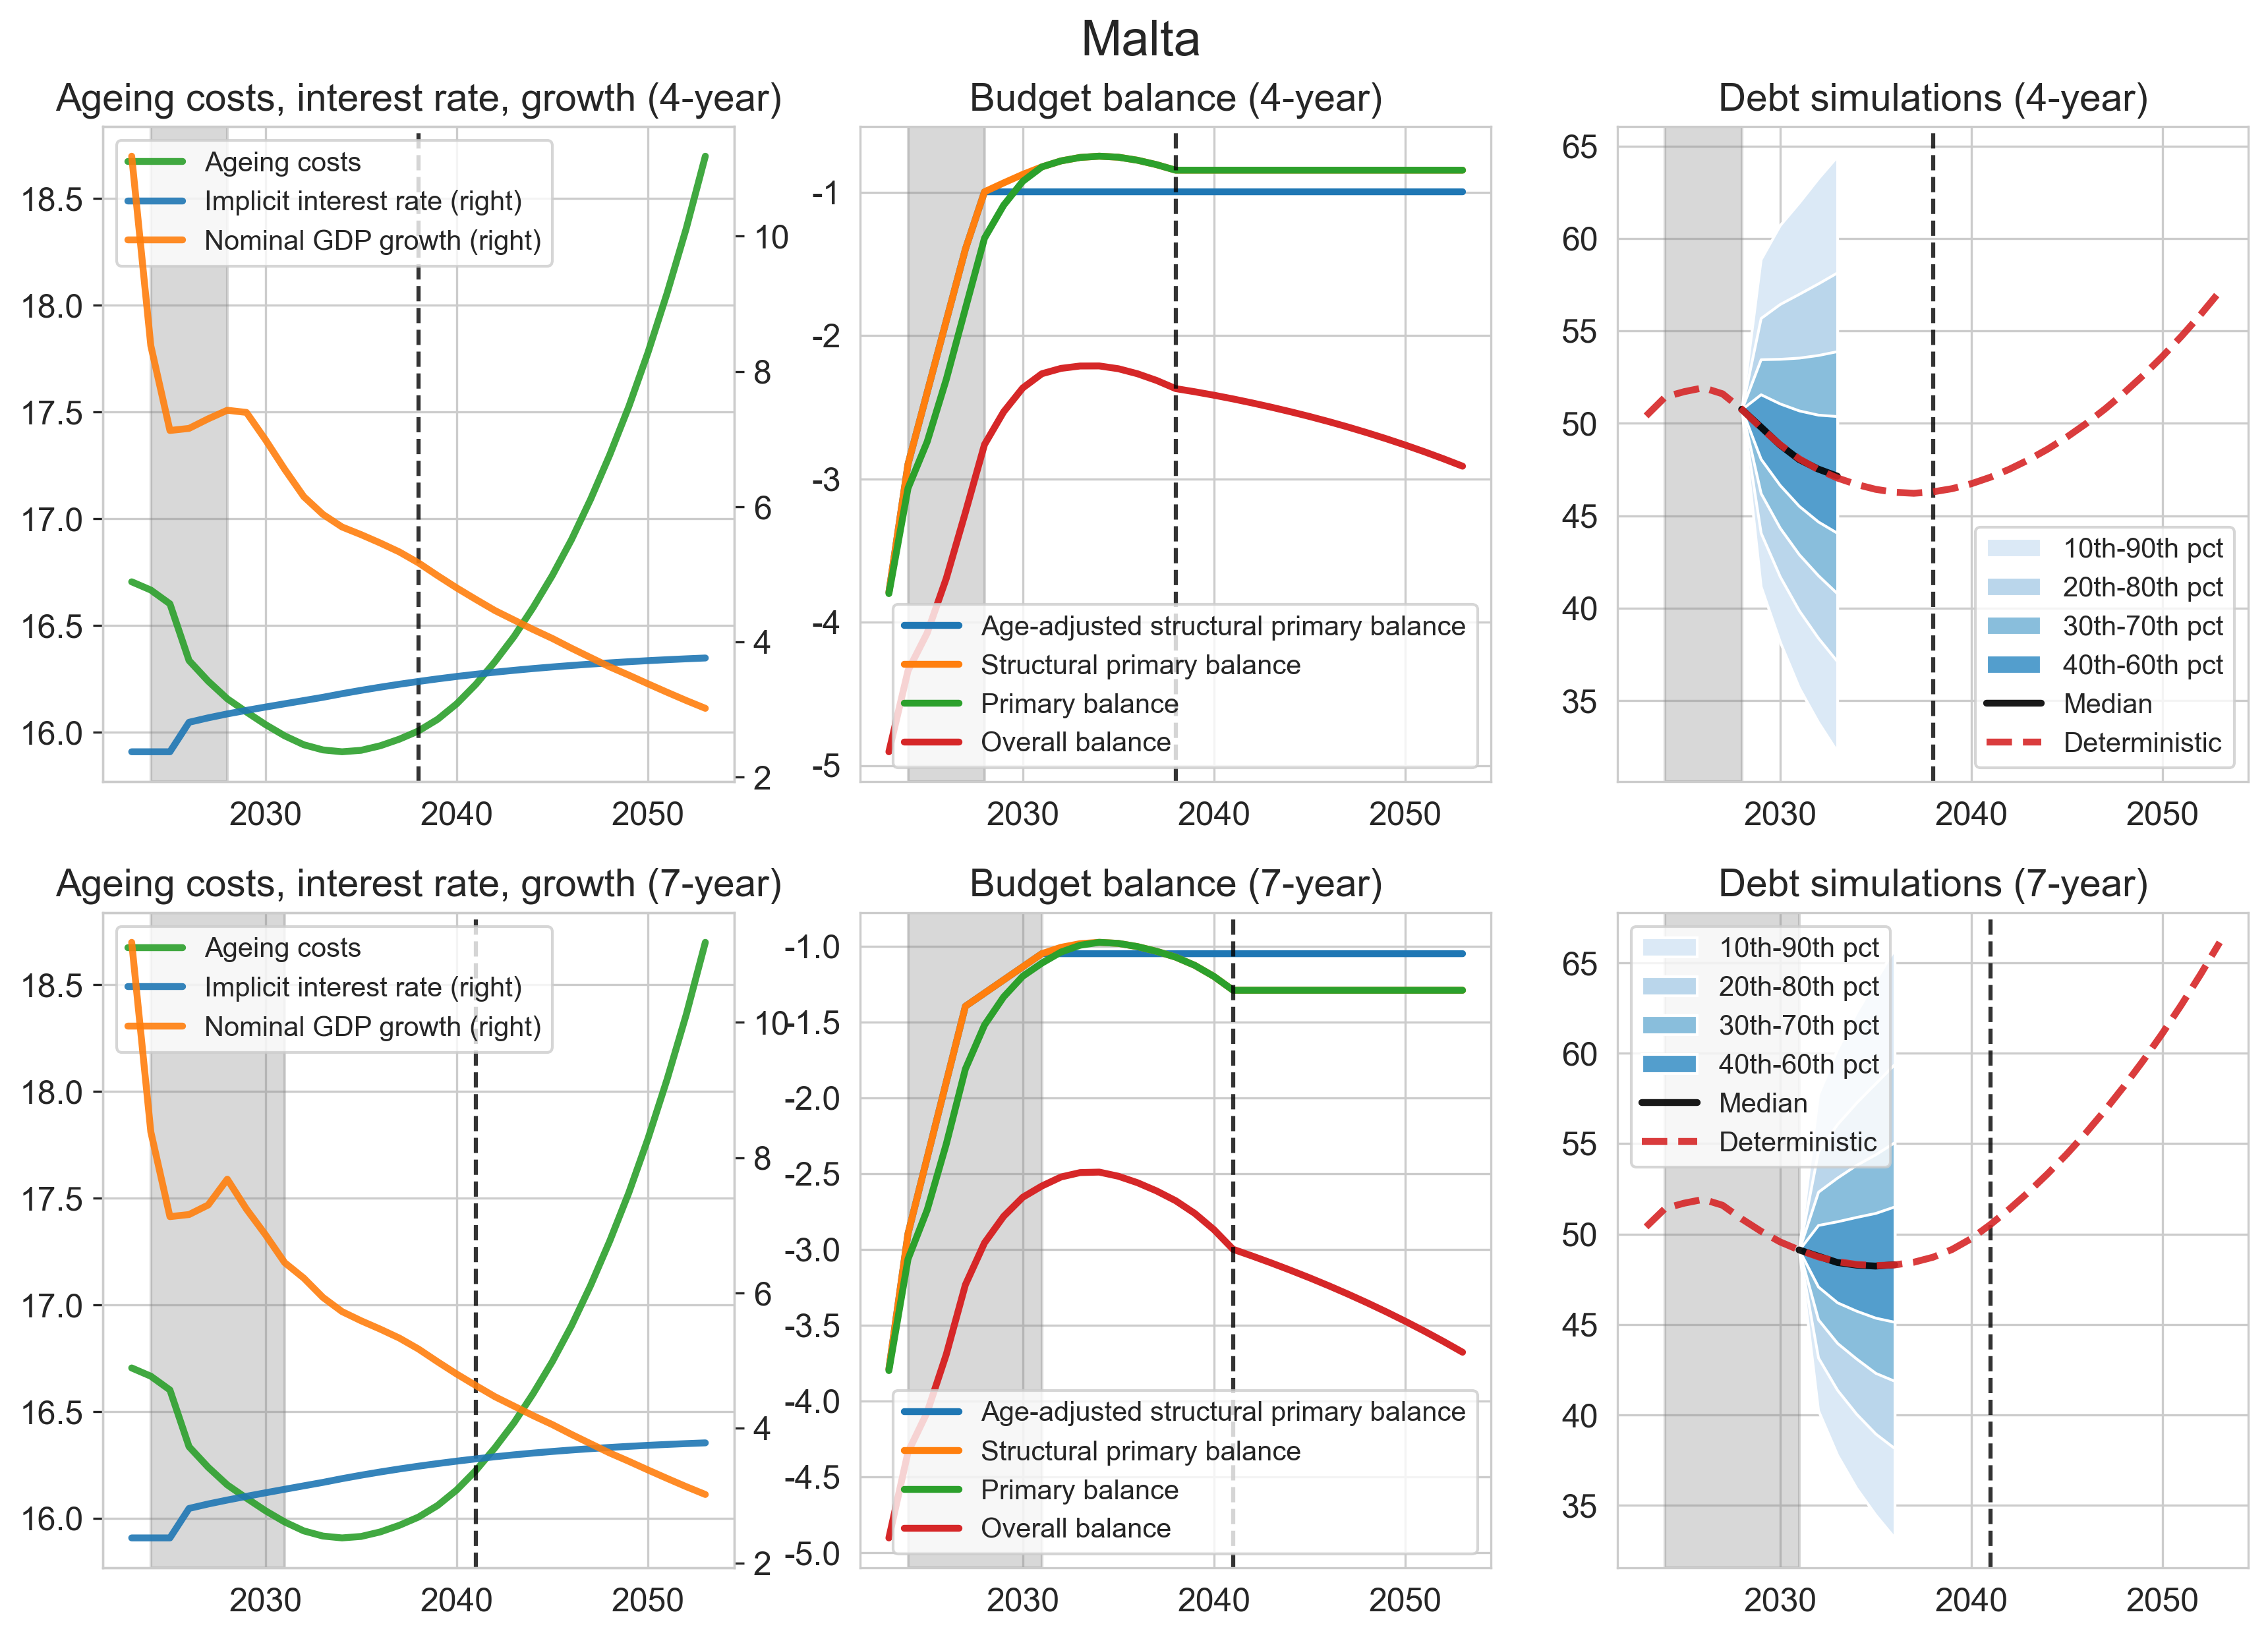 Malta
Ageing costs, interest rate, growth (4-year)
Ageing costs
Implicit interest rate (right)
Nominal GDP growth (right)
18.5
18.0
17.5
17.0
16.5
16.0
10
8
6
4
2
2030 2040 2050
Budget balance (4-year)
-1
-2
-3
-4
-5
Age-adjusted structural primary balance
Structural primary balance
Primary balance
Overall balance
2030 2040 2050
Debt simulations (4-year)
65
60
55
50
45
40
35
10th-90th pct
20th-80th pct
30th-70th pct
40th-60th pct
Median
Deterministic
2030 2040 2050
Ageing costs, interest rate, growth (7-year)
Ageing costs
Implicit interest rate (right)
Nominal GDP growth (right)
18.5
18.0
17.5
17.0
16.5
16.0
10
8
6
4
2
2030 2040 2050
Budget balance (7-year)
-1.0
-1.5
-2.0
-2.5
-3.0
-3.5
-4.0
-4.5
-5.0
Age-adjusted structural primary balance
Structural primary balance
Primary balance
Overall balance
2030 2040 2050
Debt simulations (7-year)
65
60
55
50
45
40
35
10th-90th pct
20th-80th pct
30th-70th pct
40th-60th pct
Median
Deterministic
2030 2040 2050